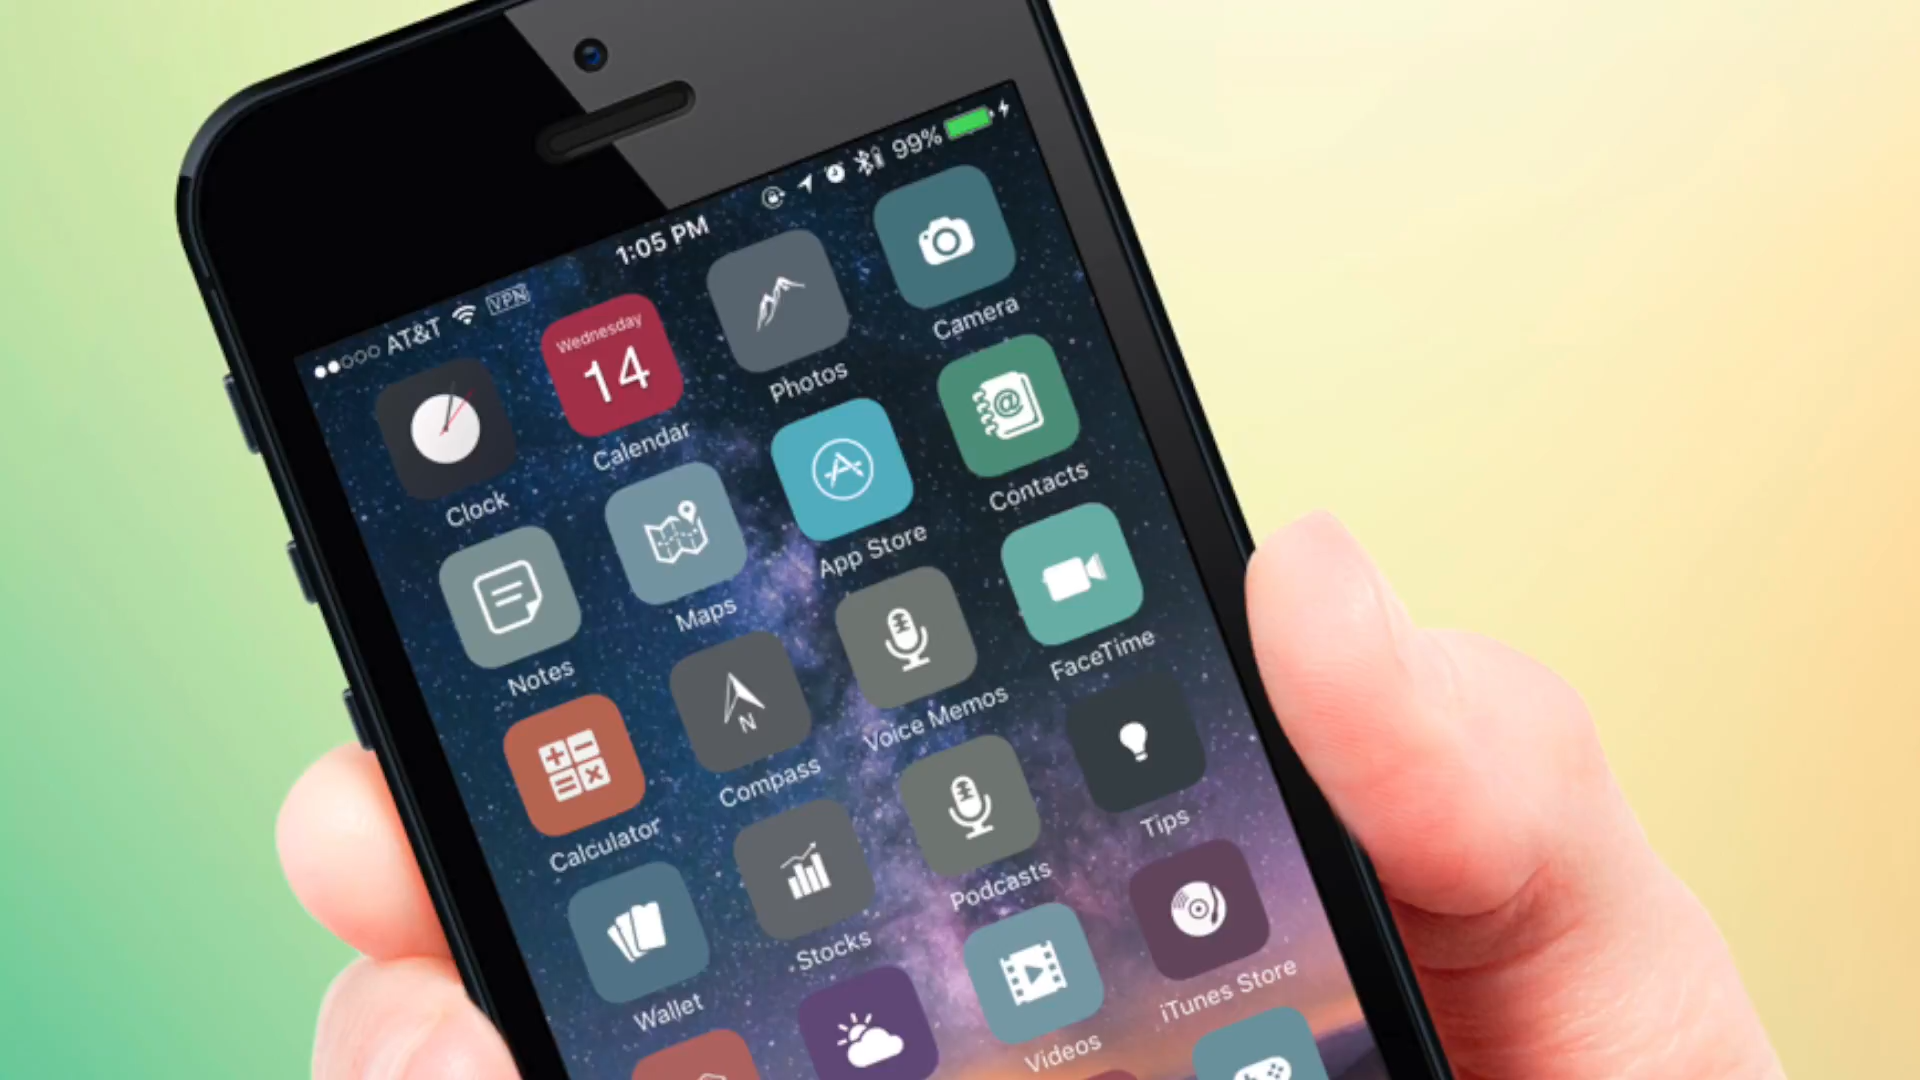 AT&T VPN 1:05 PM 99%
Wednesday
14
Clock
Calendar
Photos
Camera
Notes
Maps
App Store
Contacts
Calculator
N
Compass
Voice Memos
FaceTime
Wallet
Stocks
Podcasts
Tips
Videos
iTunes Store